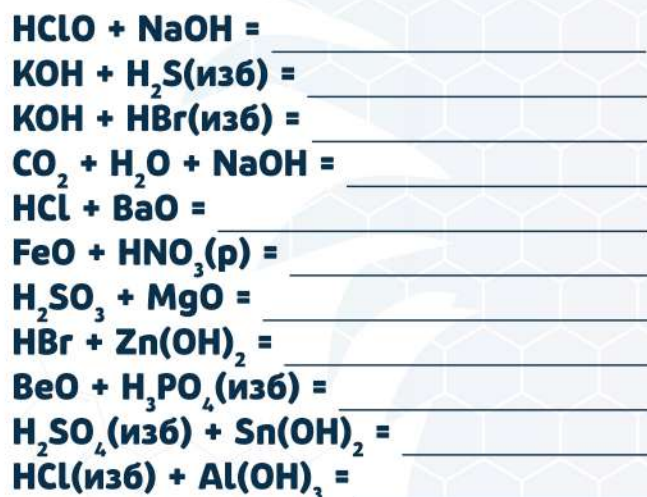 HClO + NaOH =
KOH + H₂S(изб) =
KOH + HBr(изб) =
CO₂ + H₂O + NaOH =
HCl + BaO =
FeO + HNO₃(р) =
H₂SO₃ + MgO =
HBr + Zn(OH)₂ =
BeO + H₃PO₄(изб) =
H₂SO₄(изб) + Sn(OH)₂ =
HCl(изб) + Al(OH)₃ =